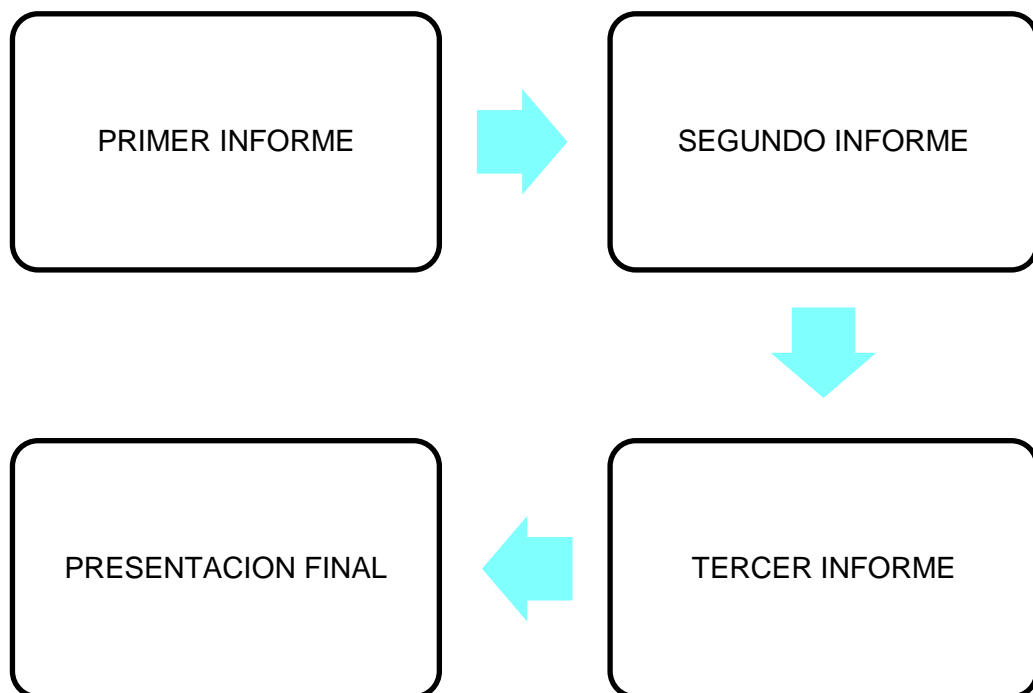 PRIMER INFORME
SEGUNDO INFORME
TERCER INFORME
PRESENTACION FINAL